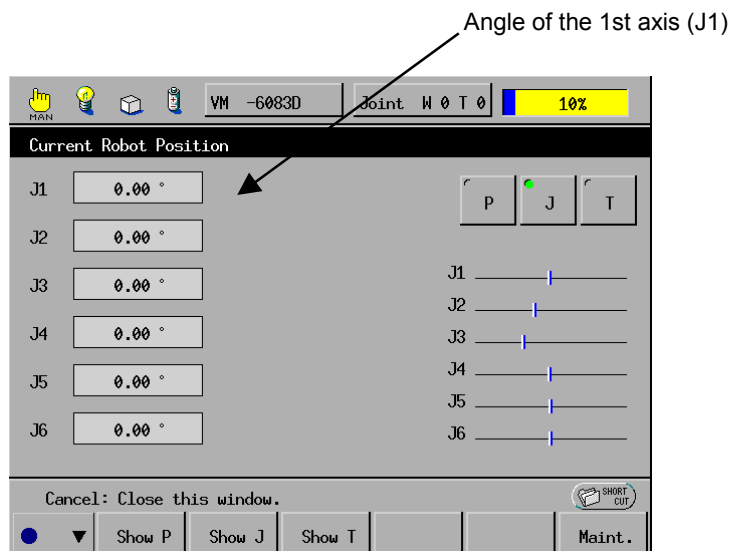 Angle of the 1st axis (J1)
MAN VM -6083D Joint W 0 T 0 10%
Current Robot Position
J1 0.00 °
J2 0.00 °
J3 0.00 °
J4 0.00 °
J5 0.00 °
J6 0.00 °
P J T
J1
J2
J3
J4
J5
J6
Cancel: Close this window.
SHORT
CUT
Show P Show J Show T Maint.